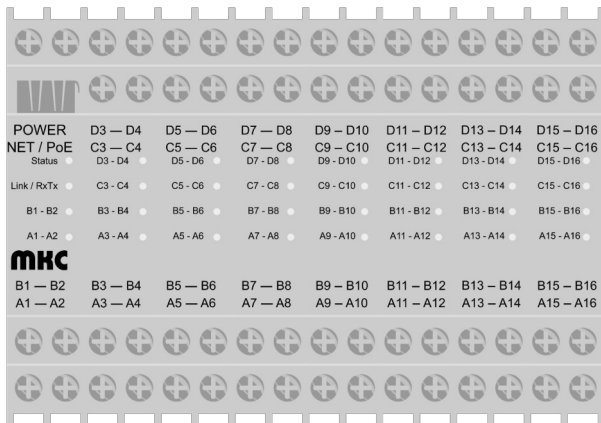 POWER D3 — D4 D5 — D6 D7 — D8 D9 – D10 D11 – D12 D13 – D14 D15 – D16
NET / PoE C3 — C4 C5 — C6 C7 — C8 C9 – C10 C11 – C12 C13 – C14 C15 – C16
Status D3 - D4 D5 - D6 D7 - D8 D9 - D10 D11 - D12 D13 - D14 D15 - D16
Link / RxTx C3 - C4 C5 - C6 C7 - C8 C9 - C10 C11 - C12 C13 - C14 C15 - C16
B1 - B2 B3 - B4 B5 - B6 B7 - B8 B9 - B10 B11 - B12 B13 - B14 B15 - B16
A1 - A2 A3 - A4 A5 - A6 A7 - A8 A9 - A10 A11 - A12 A13 - A14 A15 - A16
MKC
B1 — B2 B3 — B4 B5 — B6 B7 — B8 B9 – B10 B11 – B12 B13 – B14 B15 – B16
A1 — A2 A3 — A4 A5 — A6 A7 — A8 A9 – A10 A11 – A12 A13 – A14 A15 – A16